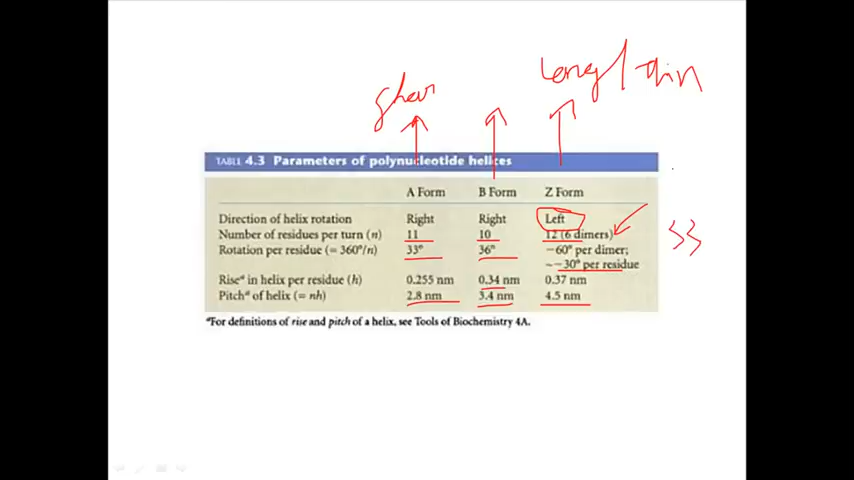 long/thin
TABLE 4.3 Parameters of polynucleotide helices
A Form B Form Z Form
Direction of helix rotation Right Right Left
Number of residues per turn (n) 11 10 12 (6 dimers)
Rotation per residue (= 360°/n) 33° 36° −60° per dimer;
~−30° per residue
Riseᵃ in helix per residue (h) 0.255 nm 0.34 nm 0.37 nm
Pitchᵃ of helix (= nh) 2.8 nm 3.4 nm 4.5 nm
ᵃFor definitions of rise and pitch of a helix, see Tools of Biochemistry 4A.